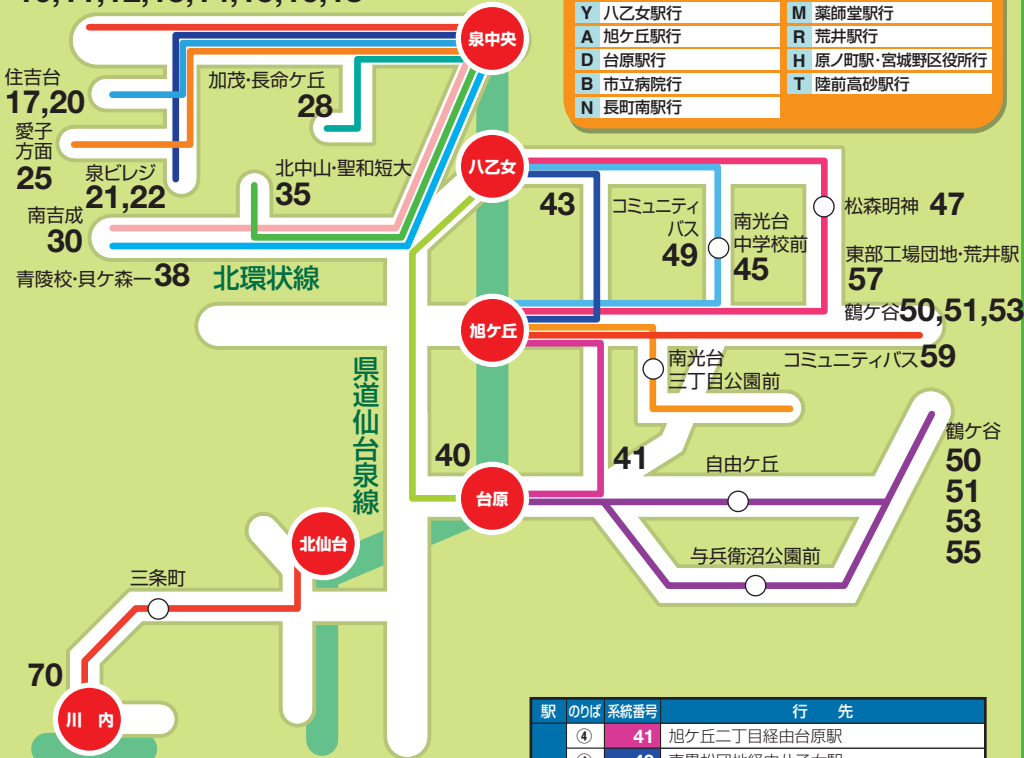 泉中央
住吉台
17,20
愛子
方面
25
加茂・長命ケ丘
28
泉ビレジ
21,22
北中山・聖和短大
35
南吉成
30
青陵校・貝ケ森ー38
北環状線
Y 八乙女駅行
A 旭ケ丘駅行
D 台原駅行
B 市立病院行
N 長町南駅行
M 薬師堂駅行
R 荒井駅行
H 原ノ町駅・宮城野区役所行
T 陸前高砂駅行
八乙女
43
コミュニティ
バス
49
南光台
中学校前
45
松森明神 47
東部工場団地・荒井駅
57
鶴ケ谷50,51,53
旭ケ丘
コミュニティバス59
南光台
三丁目公園前
県道仙台泉線
40
41
台原
自由ケ丘
鶴ケ谷
50
51
53
55
与兵衛沼公園前
北仙台
三条町
70
川 内
駅 のりば 系統番号 行 先
④ 41 旭ケ丘二丁目経由台原駅